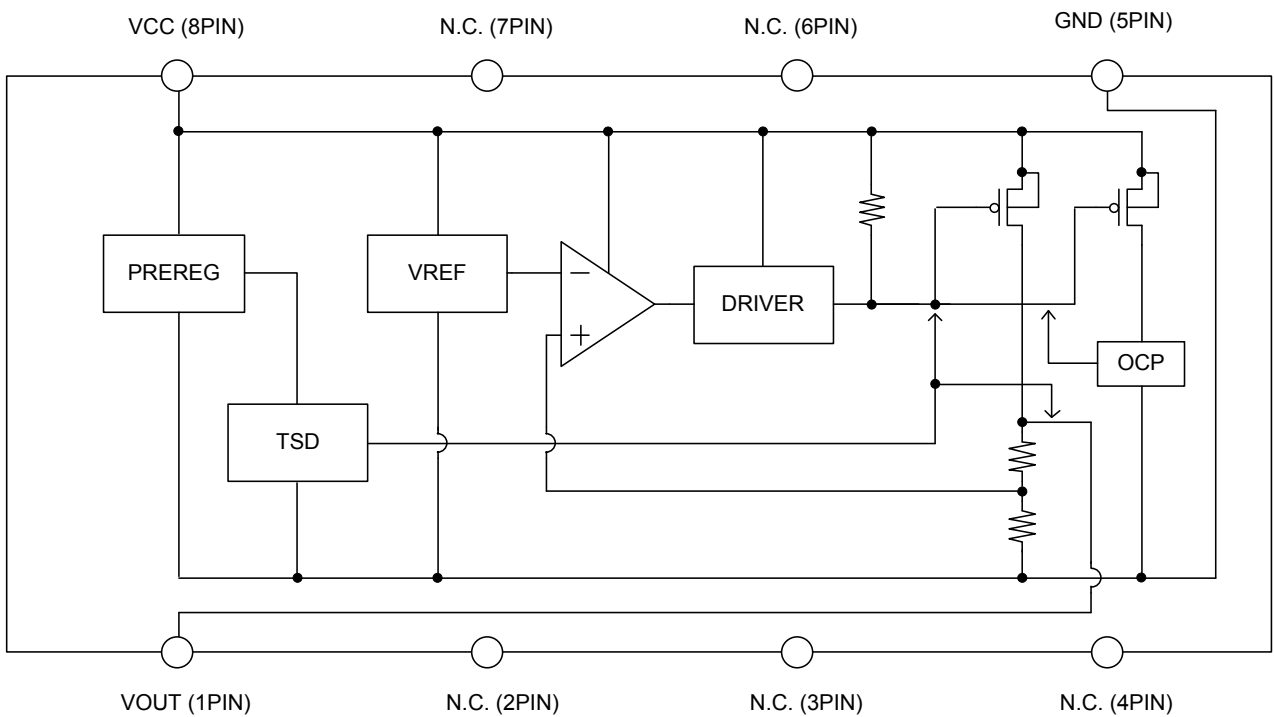 VCC (8PIN)
N.C. (7PIN)
N.C. (6PIN)
GND (5PIN)
PREREG
VREF
DRIVER
OCP
TSD
VOUT (1PIN)
N.C. (2PIN)
N.C. (3PIN)
N.C. (4PIN)